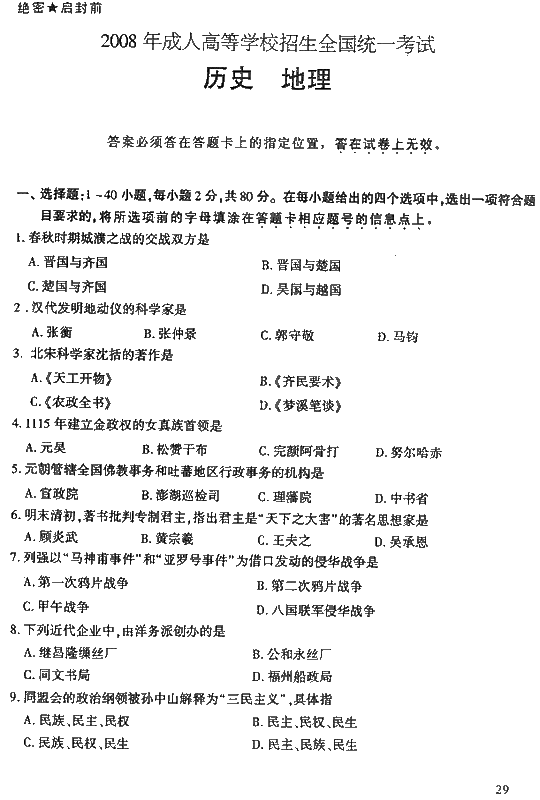 绝密★启封前
2008 年成人高等学校招生全国统一考试
历史 地理
答案必须答在答题卡上的指定位置，答在试卷上无效。
一、选择题:1~40 小题,每小题 2 分,共 80 分。在每小题给出的四个选项中,选出一项符合题
目要求的,将所选项前的字母填涂在答题卡相应题号的信息点上。
1. 春秋时期城濮之战的交战双方是
A. 晋国与齐国 B. 晋国与楚国
C. 楚国与齐国 D. 吴国与越国
2 . 汉代发明地动仪的科学家是
A. 张衡 B. 张仲景 C. 郭守敬 D. 马钧
3. 北宋科学家沈括的著作是
A.《天工开物》 B.《齐民要术》
C.《农政全书》 D.《梦溪笔谈》
4. 1115 年建立金政权的女真族首领是
A. 元昊 B. 松赞干布 C. 完颜阿骨打 D. 努尔哈赤
5. 元朝管辖全国佛教事务和吐蕃地区行政事务的机构是
A. 宣政院 B. 澎湖巡检司 C. 理藩院 D. 中书省
6. 明末清初,著书批判专制君主,指出君主是“天下之大害”的著名思想家是
A. 顾炎武 B. 黄宗羲 C. 王夫之 D. 吴承恩
7. 列强以“马神甫事件”和“亚罗号事件”为借口发动的侵华战争是
A. 第一次鸦片战争 B. 第二次鸦片战争
C. 甲午战争 D. 八国联军侵华战争
8. 下列近代企业中,由洋务派创办的是
A. 继昌隆缫丝厂 B. 公和永丝厂
C. 同文书局 D. 福州船政局
9. 同盟会的政治纲领被孙中山解释为“三民主义”,具体指
A. 民族、民主、民权 B. 民主、民权、民生
C. 民族、民权、民生 D. 民主、民族、民生
29